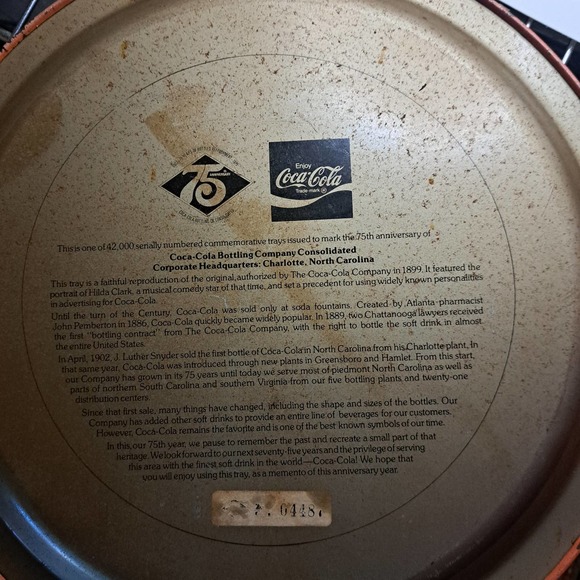 75
ANNIVERSARY
Enjoy
Coca-Cola
Trade-mark ®
This is one of 42,000 serially numbered commemorative trays issued to mark the 75th anniversary of
Coca-Cola Bottling Company Consolidated
Corporate Headquarters: Charlotte, North Carolina
This tray is a faithful reproduction of the original, authorized by The Coca-Cola Company in 1899. It featured the
portrait of Hilda Clark, a musical comedy star of that time, and set a precedent for using widely known personalities
in advertising for Coca-Cola.
Until the turn of the Century, Coca-Cola was sold only at soda fountains. Created by Atlanta pharmacist
John Pemberton in 1886, Coca-Cola quickly became widely popular. In 1889, two Chattanooga lawyers received
the first "bottling contract" from The Coca-Cola Company, with the right to bottle the soft drink in almost
the entire United States.
In April, 1902, J. Luther Snyder sold the first bottle of Coca-Cola in North Carolina from his Charlotte plant. In
that same year, Coca-Cola was introduced through new plants in Greensboro and Hamlet. From this start,
our Company has grown in its 75 years until today we serve most of piedmont North Carolina as well as
parts of northern South Carolina and southern Virginia from our five bottling plants and twenty-one
distribution centers.
Since that first sale, many things have changed, including the shape and sizes of the bottles. Our
Company has added other soft drinks to provide an entire line of beverages for our customers.
However, Coca-Cola remains the favorite and is one of the best known symbols of our time.
In this, our 75th year, we pause to remember the past and recreate a small part of that
heritage. We look forward to our next seventy-five years and the privilege of serving
this area with the finest soft drink in the world—Coca-Cola! We hope that
you will enjoy using this tray, as a memento of this anniversary year.
04487